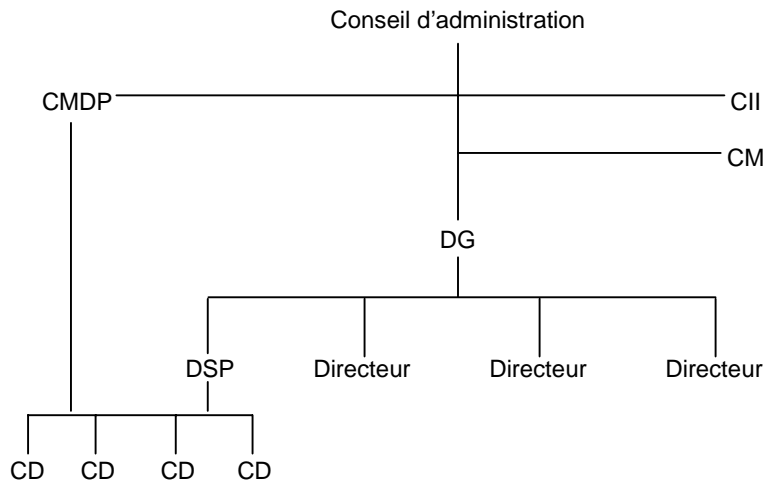 Conseil d'administration
CMDP CII
CM
DG
DSP Directeur Directeur Directeur
CD CD CD CD